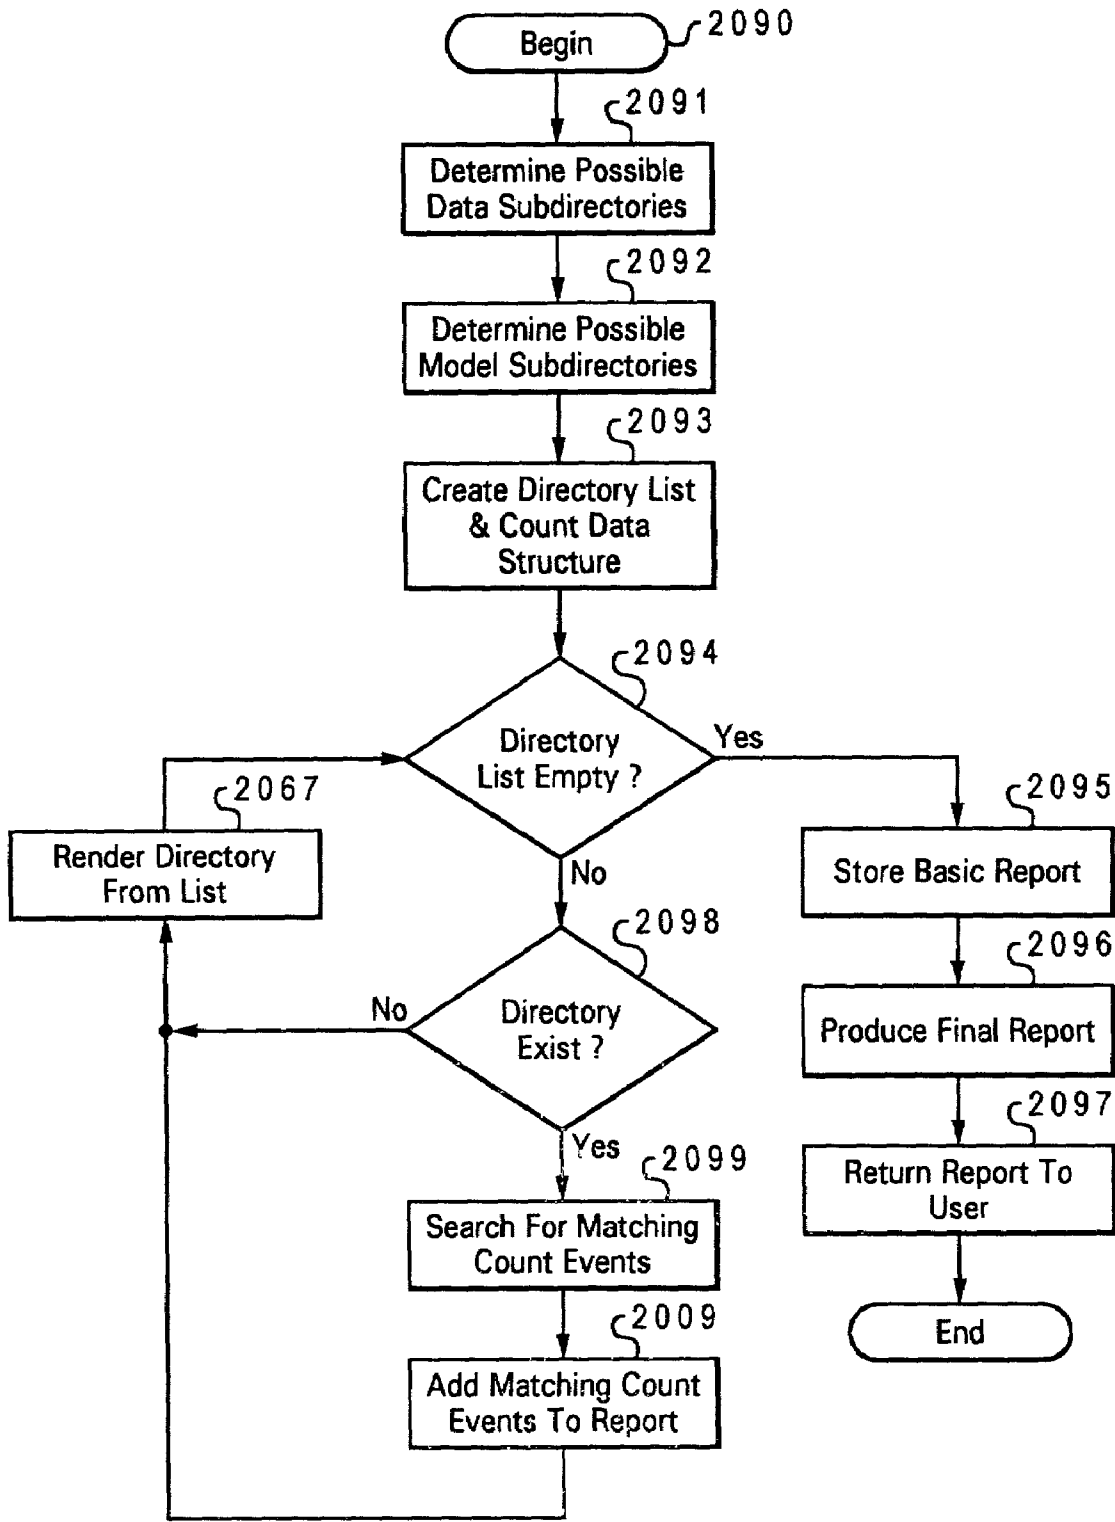 Begin
2090
2091
Determine Possible
Data Subdirectories
2092
Determine Possible
Model Subdirectories
2093
Create Directory List
& Count Data
Structure
2094
Directory
List Empty ?
Yes
No
2067
Render Directory
From List
2095
Store Basic Report
2098
Directory
Exist ?
No
Yes
2096
Produce Final Report
2097
Return Report To
User
2099
Search For Matching
Count Events
End
2009
Add Matching Count
Events To Report